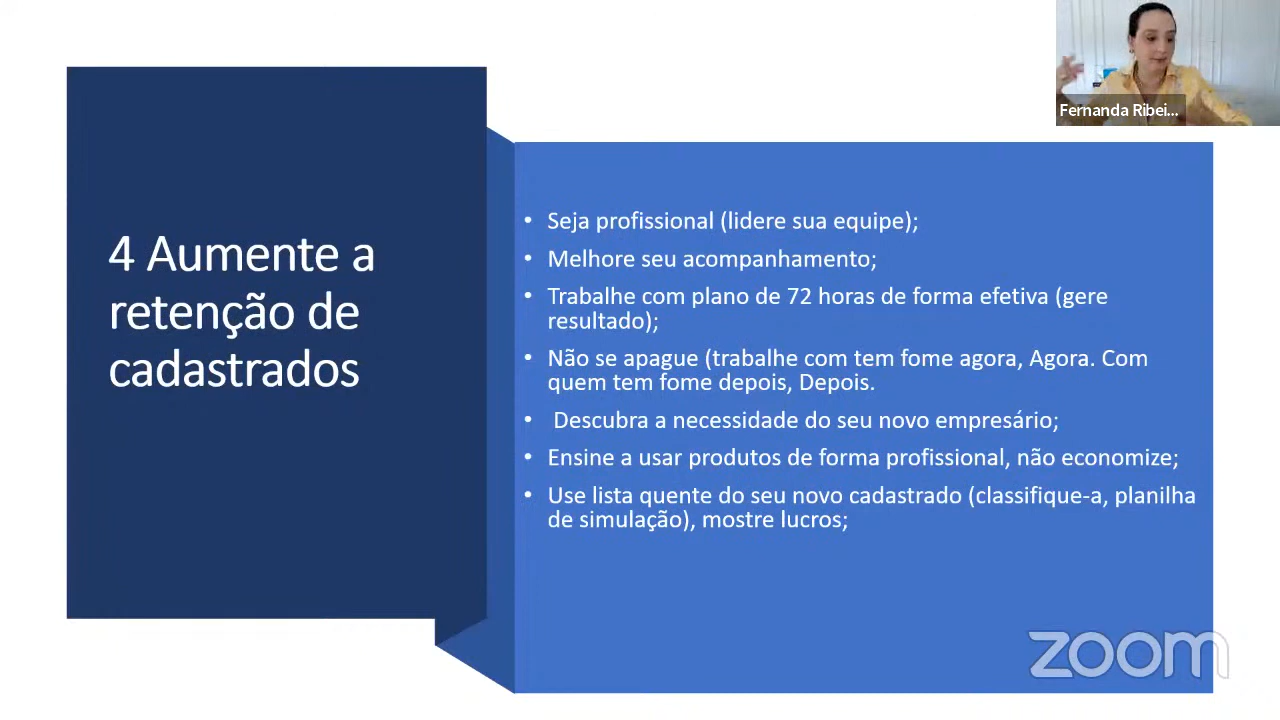 4 Aumente a
retenção de
cadastrados
• Seja profissional (lidere sua equipe);
• Melhore seu acompanhamento;
• Trabalhe com plano de 72 horas de forma efetiva (gere
resultado);
• Não se apague (trabalhe com tem fome agora, Agora. Com
quem tem fome depois, Depois.
• Descubra a necessidade do seu novo empresário;
• Ensine a usar produtos de forma profissional, não economize;
• Use lista quente do seu novo cadastrado (classifique-a, planilha
de simulação), mostre lucros;
Fernanda Ribei...
zoom